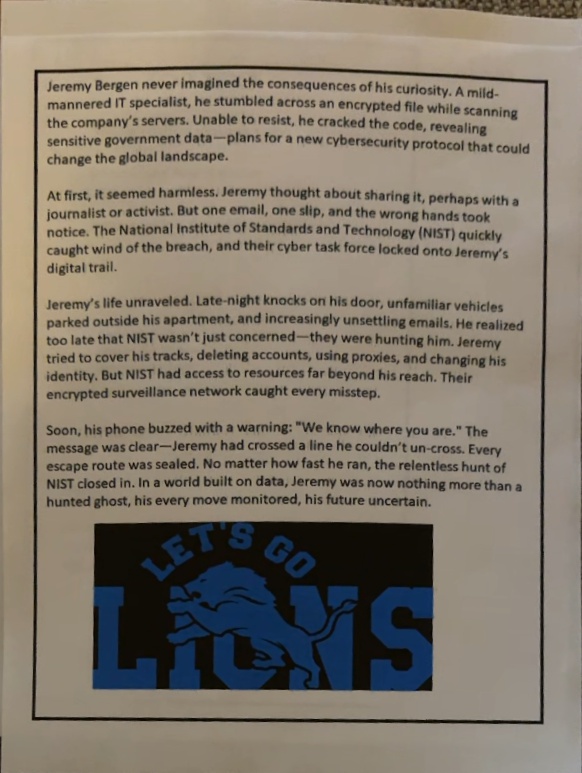 Jeremy Bergen never imagined the consequences of his curiosity. A mild-
mannered IT specialist, he stumbled across an encrypted file while scanning
the company's servers. Unable to resist, he cracked the code, revealing
sensitive government data—plans for a new cybersecurity protocol that could
change the global landscape.
At first, it seemed harmless. Jeremy thought about sharing it, perhaps with a
journalist or activist. But one email, one slip, and the wrong hands took
notice. The National Institute of Standards and Technology (NIST) quickly
caught wind of the breach, and their cyber task force locked onto Jeremy's
digital trail.
Jeremy's life unraveled. Late-night knocks on his door, unfamiliar vehicles
parked outside his apartment, and increasingly unsettling emails. He realized
too late that NIST wasn't just concerned—they were hunting him. Jeremy
tried to cover his tracks, deleting accounts, using proxies, and changing his
identity. But NIST had access to resources far beyond his reach. Their
encrypted surveillance network caught every misstep.
Soon, his phone buzzed with a warning: "We know where you are." The
message was clear—Jeremy had crossed a line he couldn't un-cross. Every
escape route was sealed. No matter how fast he ran, the relentless hunt of
NIST closed in. In a world built on data, Jeremy was now nothing more than a
hunted ghost, his every move monitored, his future uncertain.
LET'S GO
LIONS